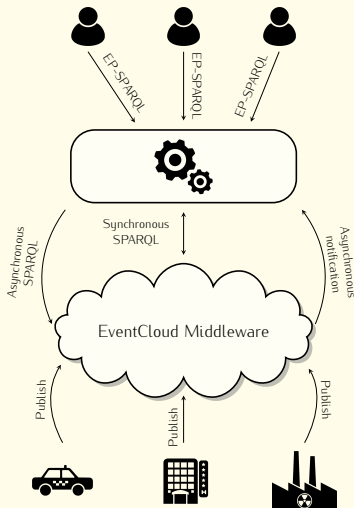 EP-SPARQL
EP-SPARQL
EP-SPARQL
Synchronous
SPARQL
Asynchronous
SPARQL
Asynchronous
notification
EventCloud Middleware
Publish
Publish
Publish